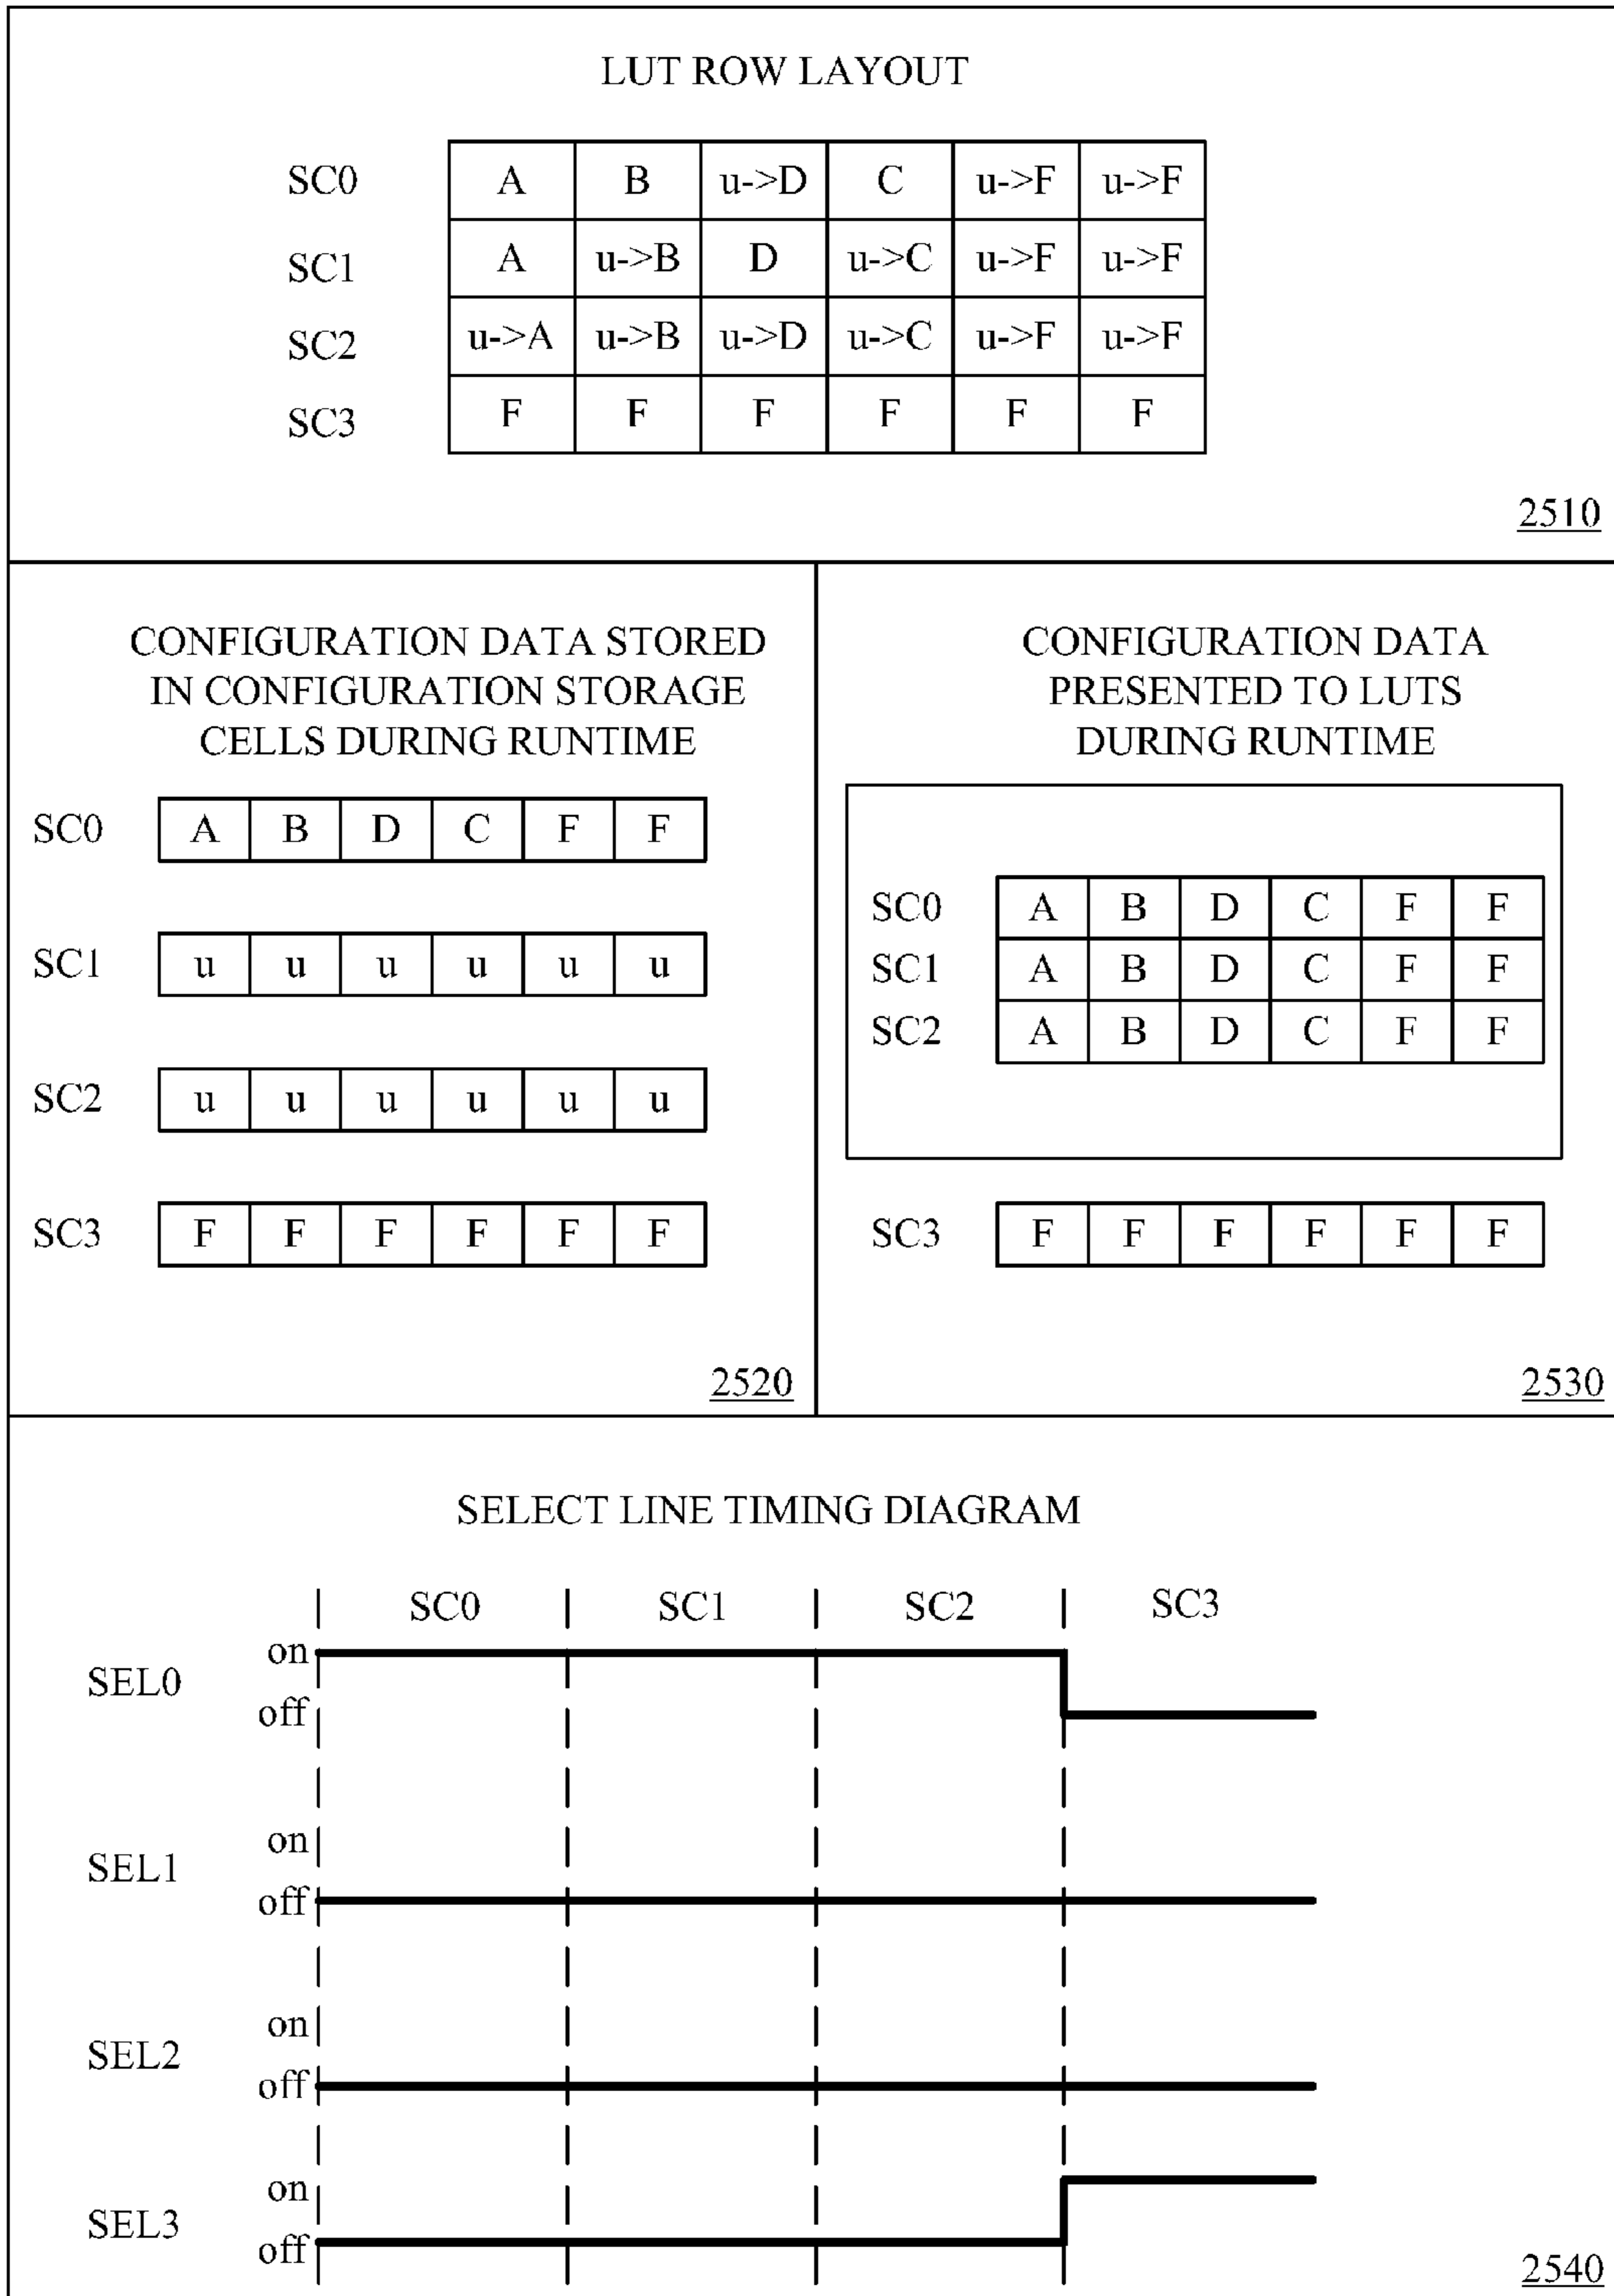 LUT ROW LAYOUT
SC0 A B u->D C u->F u->F
SC1 A u->B D u->C u->F u->F
SC2 u->A u->B u->D u->C u->F u->F
SC3 F F F F F F
2510
CONFIGURATION DATA STORED
IN CONFIGURATION STORAGE
CELLS DURING RUNTIME
SC0 A B D C F F
SC1 u u u u u u
SC2 u u u u u u
SC3 F F F F F F
2520
CONFIGURATION DATA
PRESENTED TO LUTS
DURING RUNTIME
SC0 A B D C F F
SC1 A B D C F F
SC2 A B D C F F
SC3 F F F F F F
2530
SELECT LINE TIMING DIAGRAM
SC0 SC1 SC2 SC3
on
SEL0
off
on
SEL1
off
on
SEL2
off
on
SEL3
off
2540